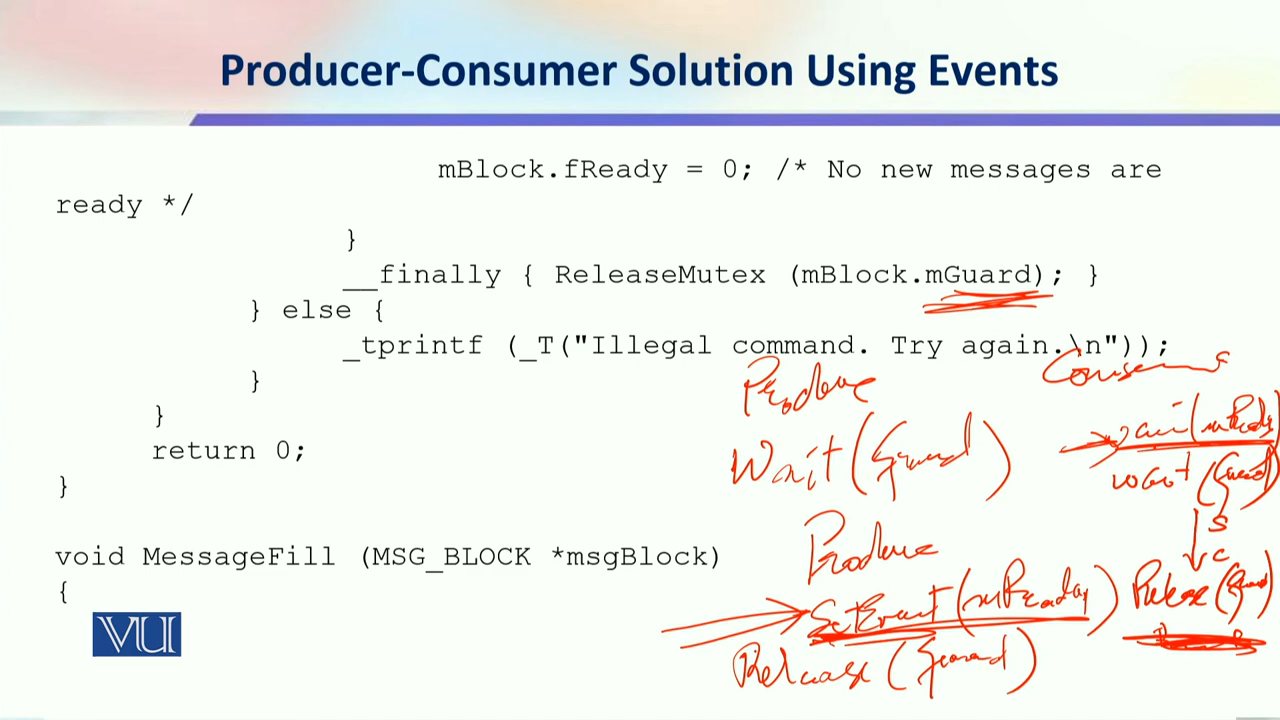 Producer-Consumer Solution Using Events
mBlock.fReady = 0; /* No new messages are
ready */
}
__finally { ReleaseMutex (mBlock.mGuard); }
} else {
_tprintf (_T("Illegal command. Try again.\n"));
}
}
return 0;
}
void MessageFill (MSG_BLOCK *msgBlock)
{
VU
Produce
Wait (Guard)
Produce
SetEvent (mReady)
Release (Guard)
wait (mReady)
wait (Guard)
S
C
Release (Guard)